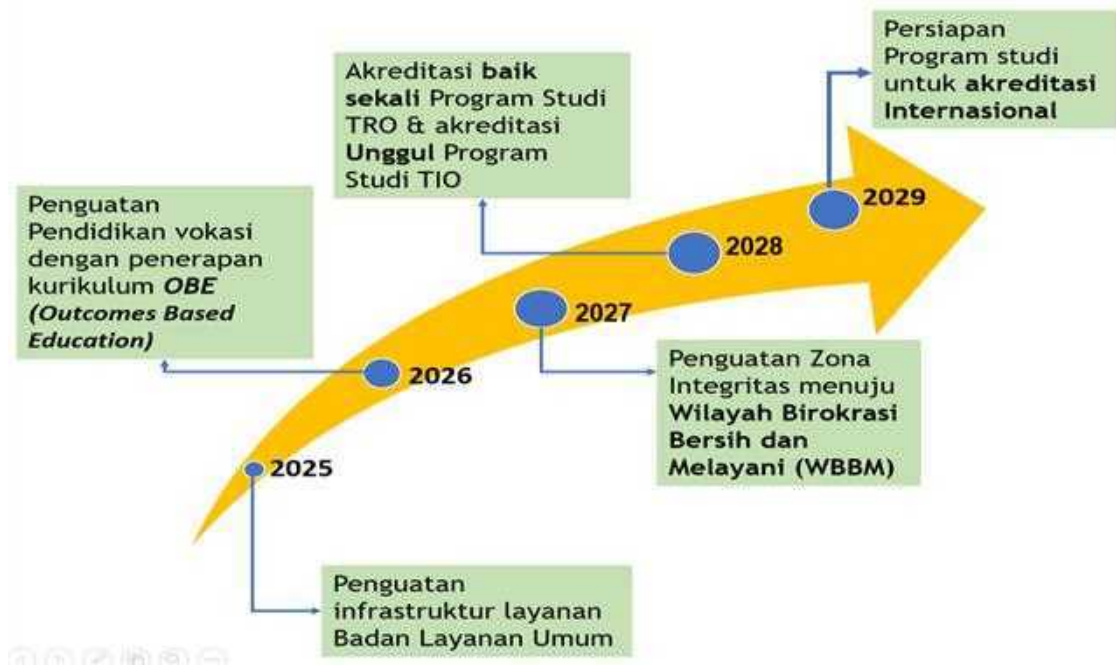 Persiapan
Program studi
untuk akreditasi
Internasional
Akreditasi baik
sekali Program Studi
TRO & akreditasi
Unggul Program
Studi TIO
Penguatan
Pendidikan vokasi
dengan penerapan
kurikulum OBE
(Outcomes Based
Education)
2029
2028
2027
2026
2025
Penguatan Zona
Integritas menuju
Wilayah Birokrasi
Bersih dan
Melayani (WBBM)
Penguatan
infrastruktur layanan
Badan Layanan Umum